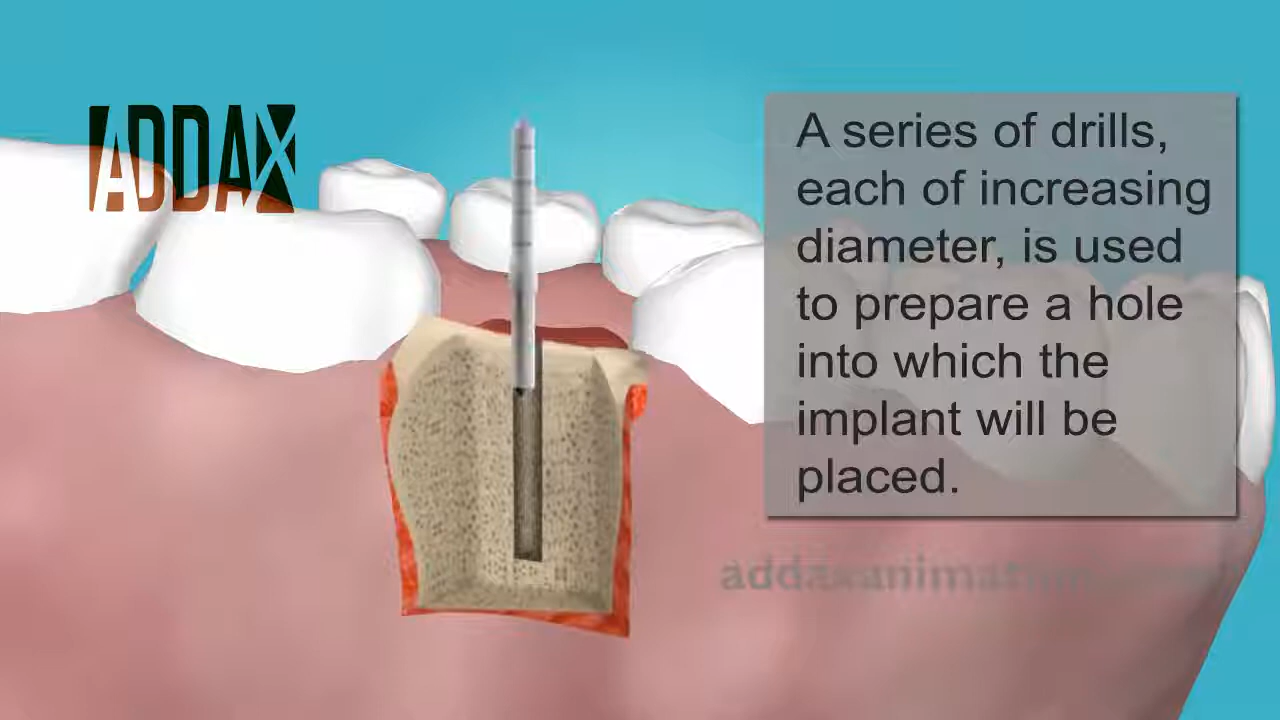 ADDAX
A series of drills,
each of increasing
diameter, is used
to prepare a hole
into which the
implant will be
placed.